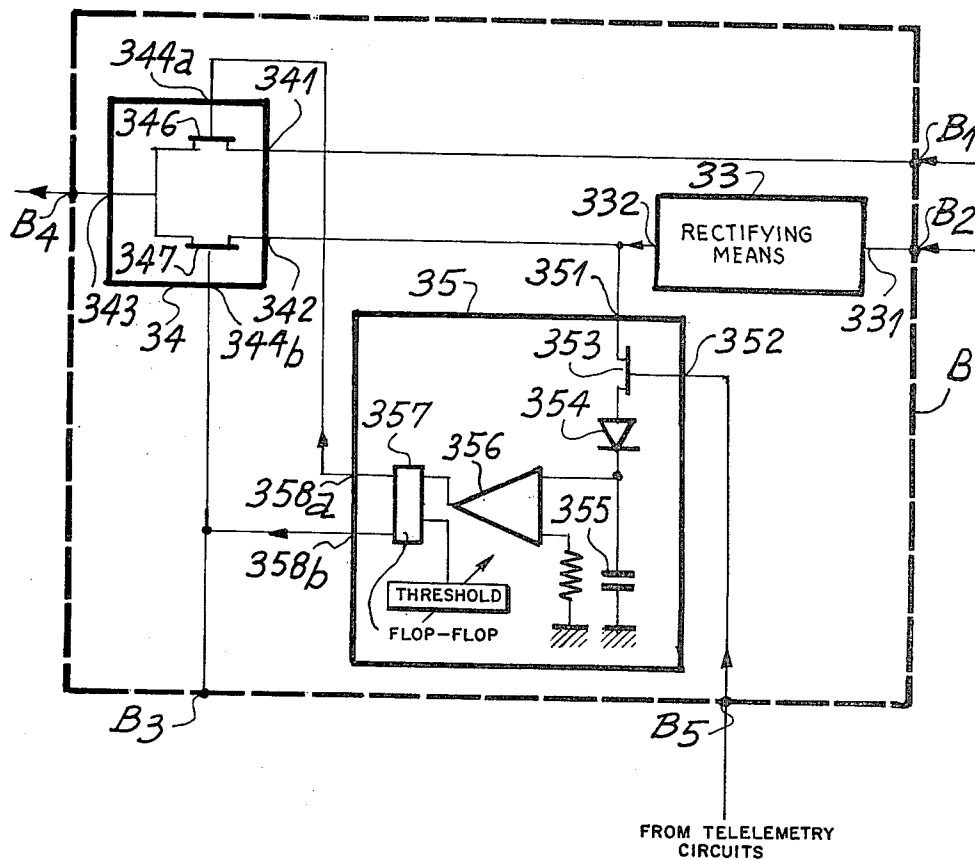 344a
341
346
B1
33
332
B2
B4
RECTIFYING
MEANS
347
351
343
342
35
331
34
344b
353
352
B
354
357
356
358a
355
358b
THRESHOLD
FLOP-FLOP
B3
B5
FROM TELELEMETRY
CIRCUITS